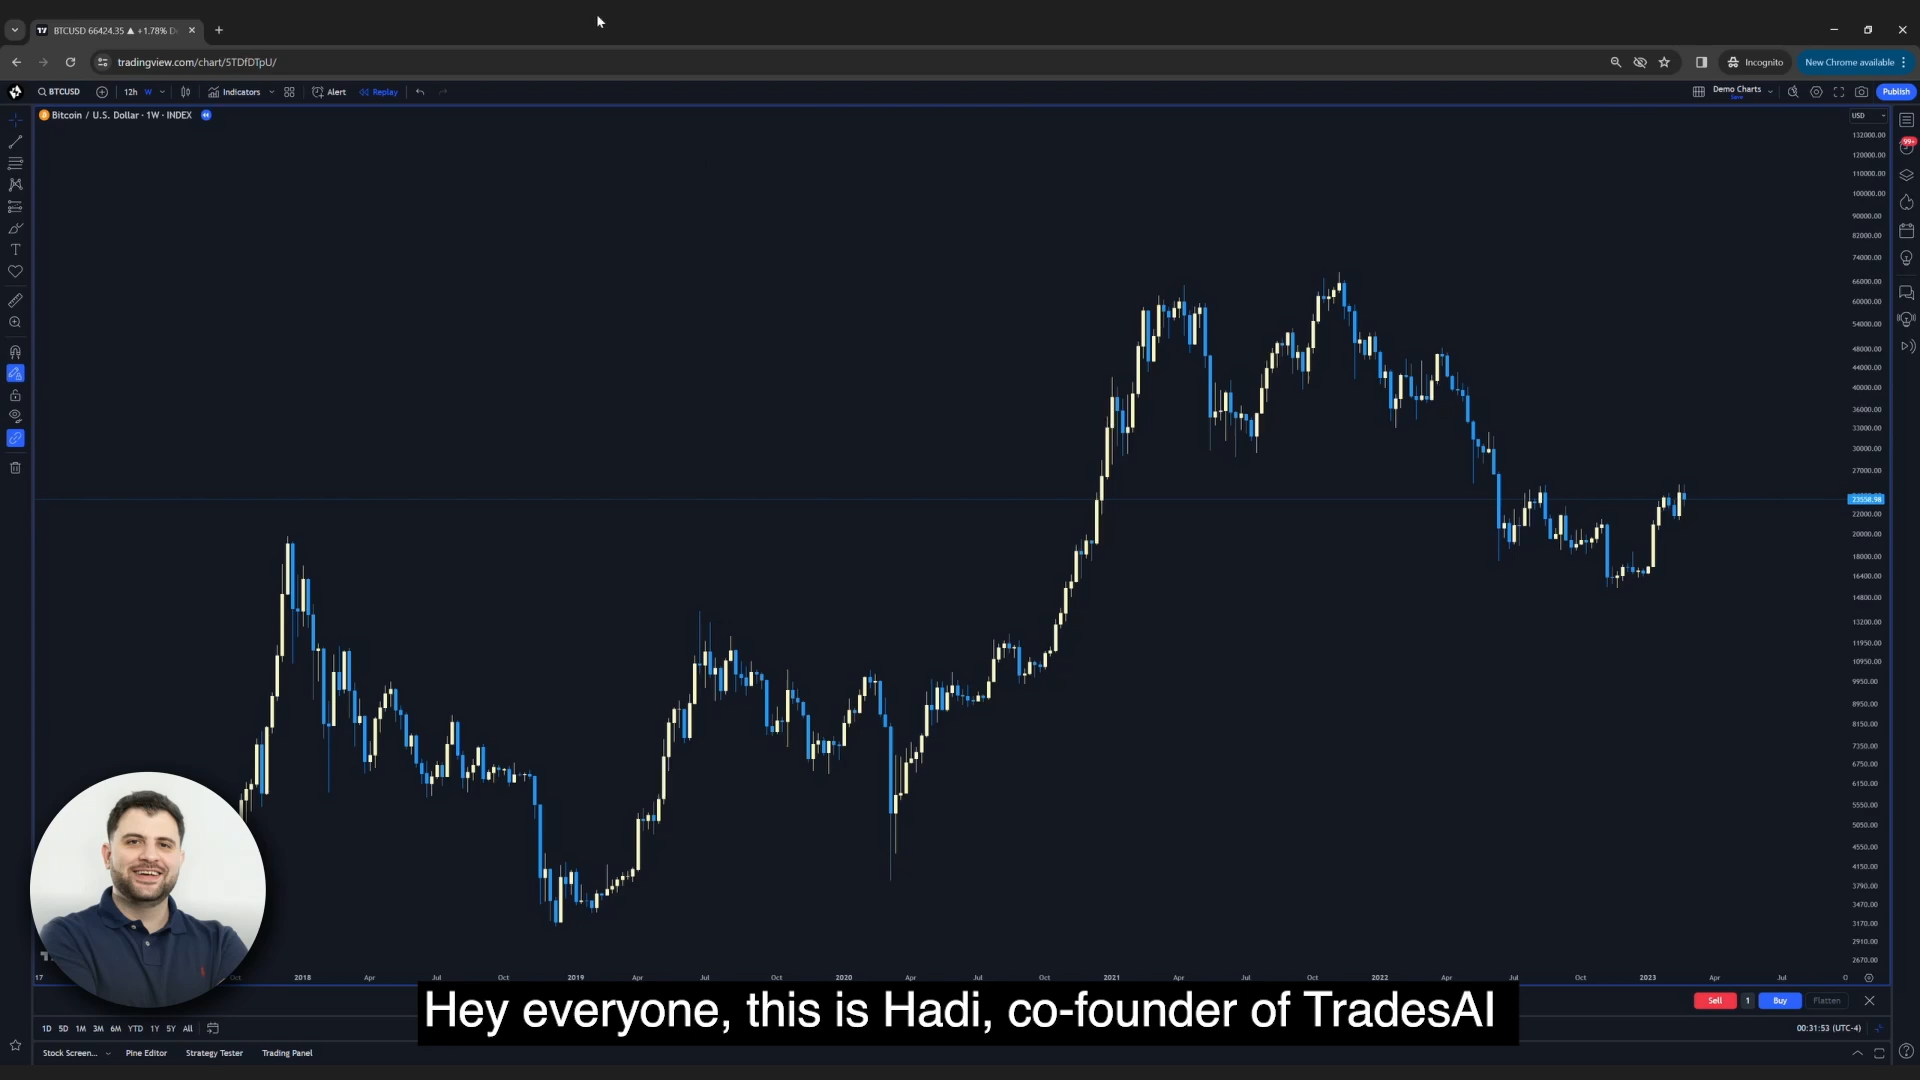 BTCUSD 66424.35 ▲ +1.78% D
tradingview.com/chart/5TDfDTpU/
Incognito
New Chrome available
BTCUSD
12h
W
Indicators
Alert
Replay
Demo Charts
Save
Publish
Bitcoin / U.S. Dollar · 1W · INDEX
USD
99+
132000.00
120000.00
110000.00
100000.00
90000.00
82000.00
74000.00
66000.00
60000.00
54000.00
48000.00
44000.00
40000.00
36000.00
33000.00
30000.00
27000.00
23558.98
22000.00
20000.00
18000.00
16400.00
14800.00
13200.00
11950.00
10950.00
9950.00
8950.00
8150.00
7350.00
6750.00
6150.00
5550.00
5050.00
4550.00
4150.00
3790.00
3470.00
3170.00
2910.00
2670.00
17 Oct 2018 Apr Jul Oct 2019 Apr Jul Oct 2020 Apr Jul Oct 2021 Apr Jul Oct 2022 Apr Jul Oct 2023 Apr Jul O
Sell 1 Buy Flatten
Hey everyone, this is Hadi, co-founder of TradesAI
1D 5D 1M 3M 6M YTD 1Y 5Y All
00:31:53 (UTC-4)
Stock Screen... Pine Editor Strategy Tester Trading Panel